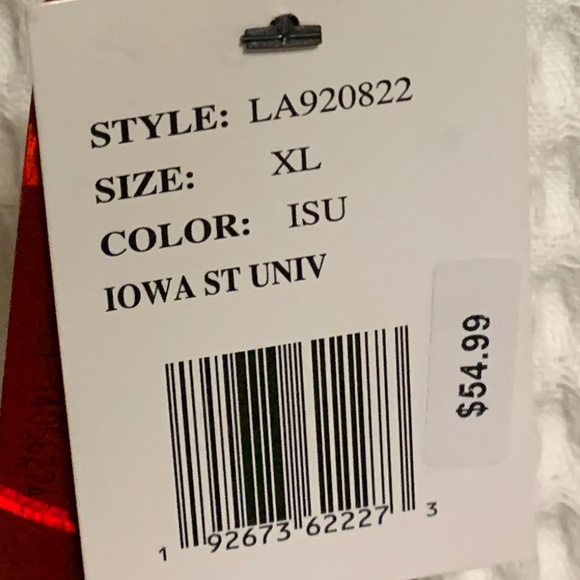 STYLE: LA920822
SIZE: XL
COLOR: ISU
IOWA ST UNIV
$54.99
1 92673 62227 3